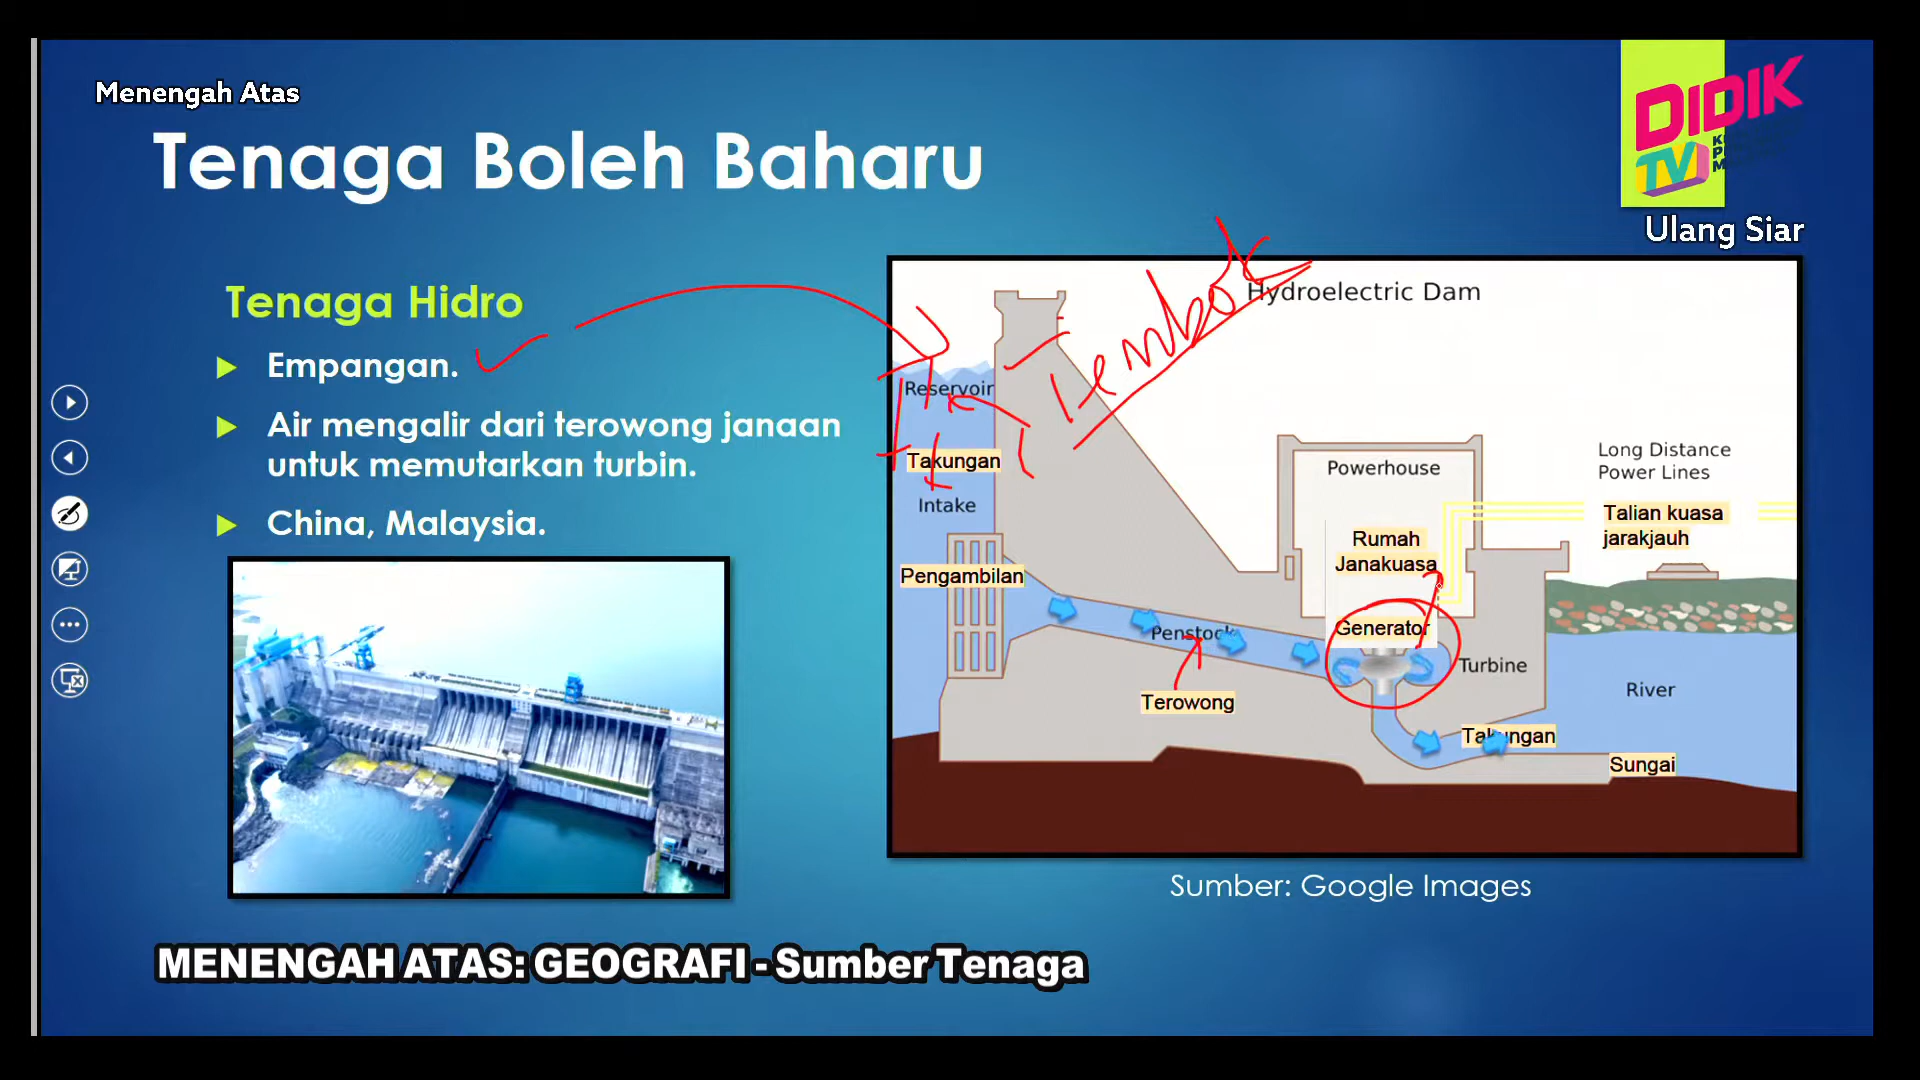 Menengah Atas
Tenaga Boleh Baharu
DIDIK
TV
Ulang Siar
Tenaga Hidro
Empangan.
Air mengalir dari terowong janaan
untuk memutarkan turbin.
China, Malaysia.
Hydroelectric Dam
Tembok
Reservoir
Takungan
Intake
Pengambilan
Powerhouse
Rumah
Janakuasa
Generator
Long Distance
Power Lines
Talian kuasa
jarakjauh
Penstock
Terowong
Turbine
River
Takungan
Sungai
Sumber: Google Images
MENENGAH ATAS: GEOGRAFI - Sumber Tenaga